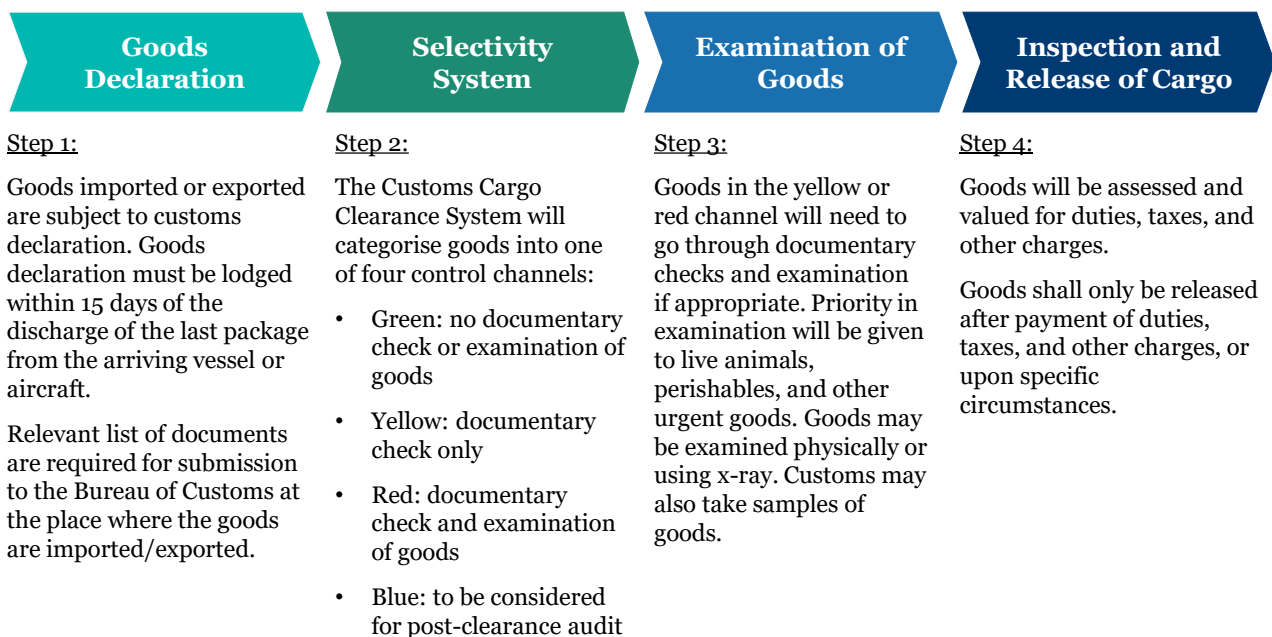 Goods
Declaration
Selectivity
System
Examination of
Goods
Inspection and
Release of Cargo
Step 1:
Goods imported or exported
are subject to customs
declaration. Goods
declaration must be lodged
within 15 days of the
discharge of the last package
from the arriving vessel or
aircraft.
Relevant list of documents
are required for submission
to the Bureau of Customs at
the place where the goods
are imported/exported.
Step 2:
The Customs Cargo
Clearance System will
categorise goods into one
of four control channels:
• Green: no documentary
check or examination of
goods
• Yellow: documentary
check only
• Red: documentary
check and examination
of goods
• Blue: to be considered
for post-clearance audit
Step 3:
Goods in the yellow or
red channel will need to
go through documentary
checks and examination
if appropriate. Priority in
examination will be given
to live animals,
perishables, and other
urgent goods. Goods may
be examined physically or
using x-ray. Customs may
also take samples of
goods.
Step 4:
Goods will be assessed and
valued for duties, taxes, and
other charges.
Goods shall only be released
after payment of duties,
taxes, and other charges, or
upon specific
circumstances.